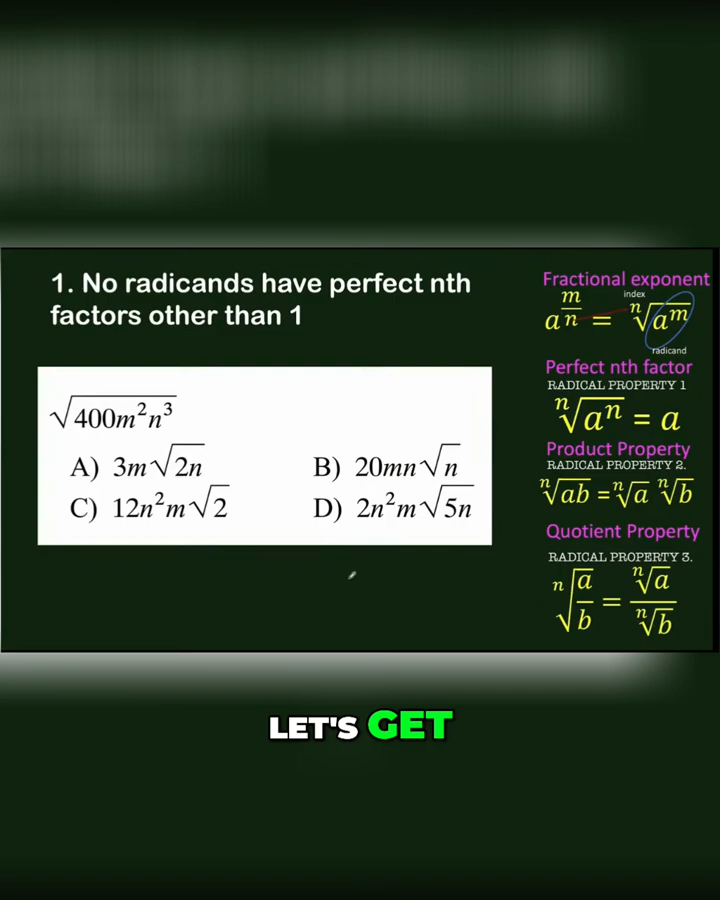 1. No radicands have perfect nth
factors other than 1
√400m²n³
A) 3m√2n
B) 20mn√n
C) 12n²m√2
D) 2n²m√5n
Fractional exponent
index
a^(m/n) = ⁿ√a^m
radicand
Perfect nth factor
RADICAL PROPERTY 1
ⁿ√aⁿ = a
Product Property
RADICAL PROPERTY 2.
ⁿ√ab = ⁿ√a ⁿ√b
Quotient Property
RADICAL PROPERTY 3.
ⁿ√(a/b) = ⁿ√a/ⁿ√b
LET'S GET